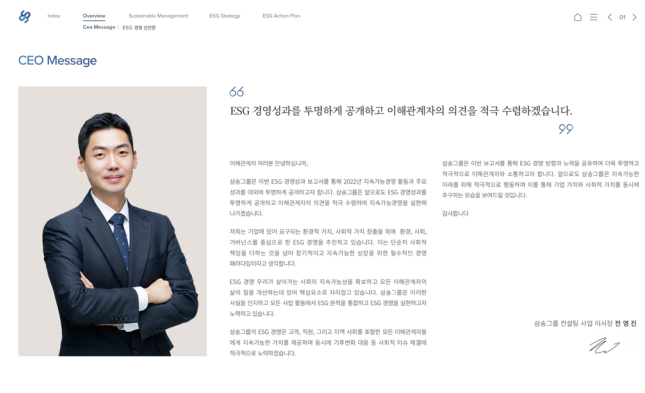 Index
Overview
Sustainable Management
ESG Strategy
ESG Action Plan
01
Ceo Message | ESG 경영 선언문
CEO Message
ESG 경영성과를 투명하게 공개하고 이해관계자의 의견을 적극 수렴하겠습니다.
이해관계자 여러분 안녕하십니까,
삼송그룹은 이번 ESG 경영성과 보고서를 통해 2022년 지속가능경영 활동과 주요
성과를 대외에 투명하게 공개하고자 합니다. 삼송그룹은 앞으로도 ESG 경영성과를
투명하게 공개하고 이해관계자의 의견을 적극 수렴하며 지속가능경영을 실현해
나가겠습니다.
저희는 기업에 있어 요구되는 환경적 가치, 사회적 가치 창출을 위해 환경, 사회,
거버넌스를 중심으로 한 ESG 경영을 추진하고 있습니다. 이는 단순히 사회적
책임을 다하는 것을 넘어 장기적이고 지속가능한 성장을 위한 필수적인 경영
패러다임이라고 생각합니다.
ESG 경영 우리가 살아가는 사회의 지속가능성을 확보하고 모든 이해관계자의
삶의 질을 개선하는데 있어 핵심요소로 자리잡고 있습니다. 삼송그룹은 이러한
사실을 인지하고 모든 사업 활동에서 ESG 원칙을 통합하고 ESG 경영을 실현하고자
노력하고 있습니다.
삼송그룹의 ESG 경영은 고객, 직원, 그리고 지역 사회를 포함한 모든 이해관계자들
에게 지속가능한 가치를 제공하며 동시에 기후변화 대응 등 사회적 이슈 해결에
적극적으로 노력하겠습니다.
삼송그룹은 이번 보고서를 통해 ESG 경영 방향과 노력을 공유하며 더욱 투명하고
적극적으로 이해관계자와 소통하고자 합니다. 앞으로도 삼송그룹은 지속가능한
미래를 위해 적극적으로 행동하며 이를 통해 기업 가치와 사회적 가치를 동시에
추구하는 모습을 보여드릴 것입니다.
감사합니다
삼송그룹 컨설팅 사업 이사장 전 영 진